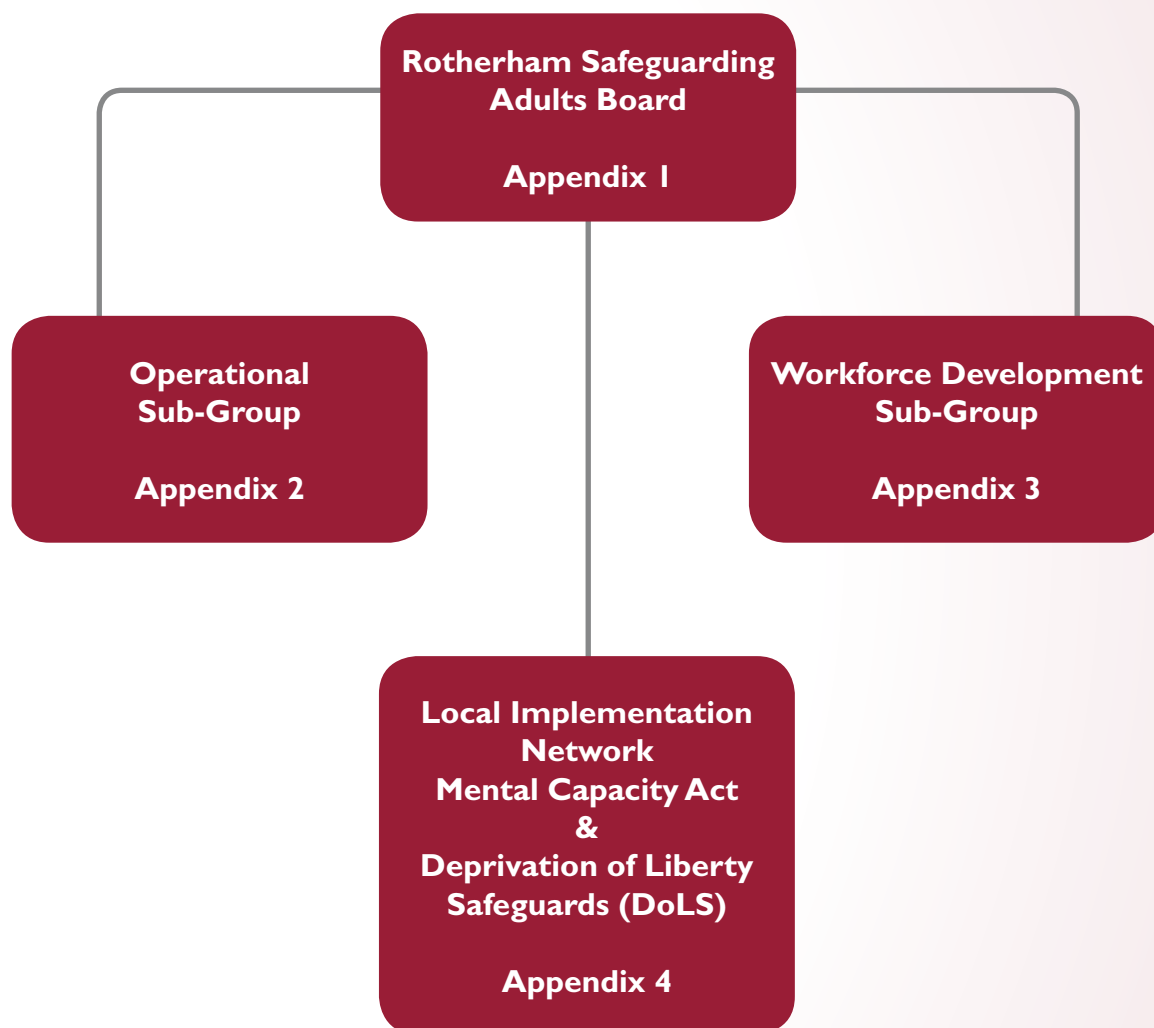 Rotherham Safeguarding
Adults Board
Appendix 1
Operational
Sub-Group
Appendix 2
Workforce Development
Sub-Group
Appendix 3
Local Implementation
Network
Mental Capacity Act
&
Deprivation of Liberty
Safeguards (DoLS)
Appendix 4